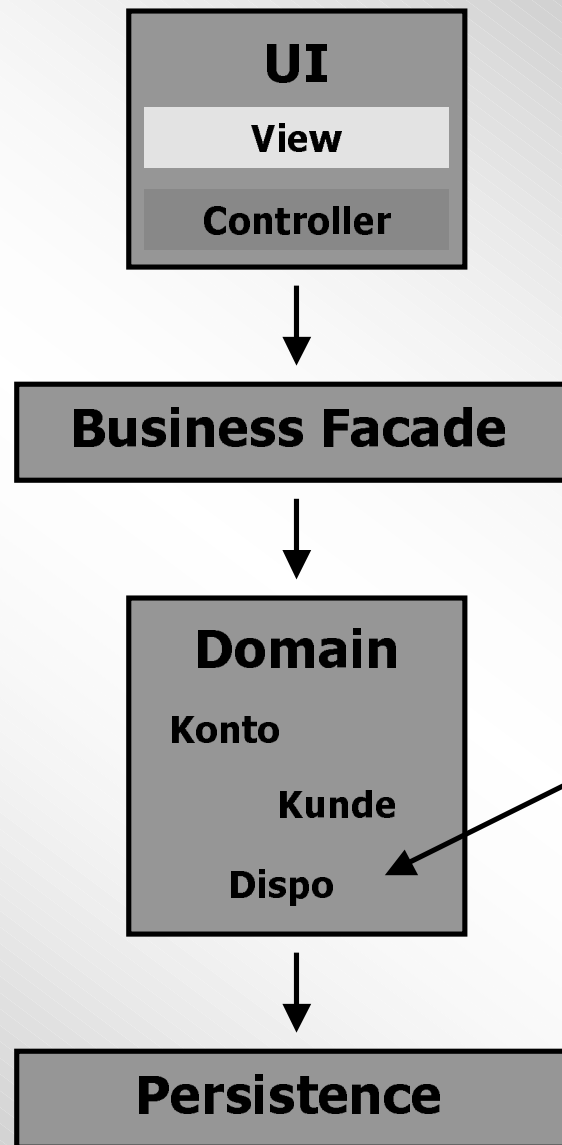 UI
View
Controller
Business Facade
Domain
Konto
Kunde
Dispo
Persistence